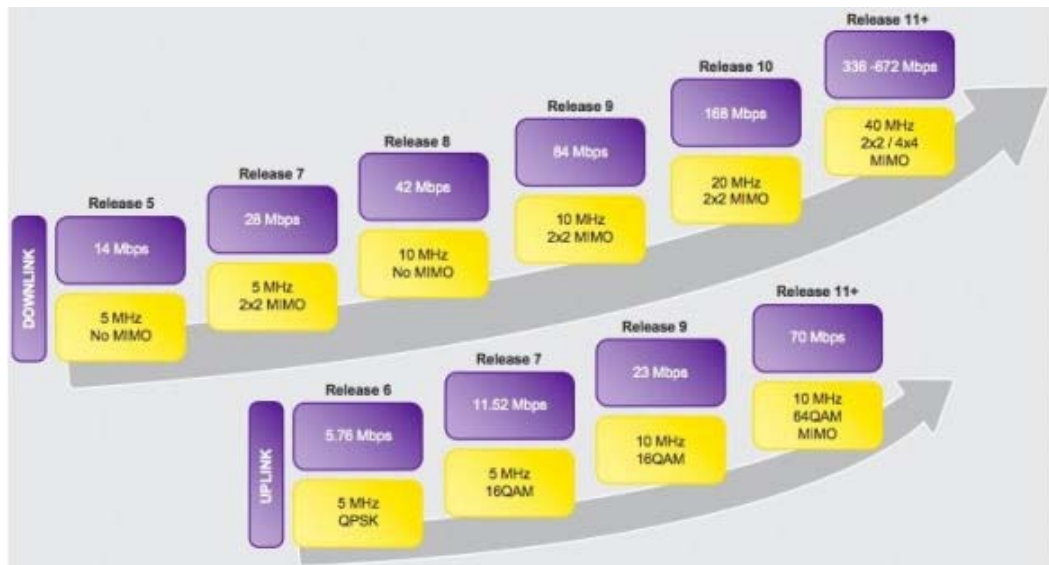 DOWNLINK
Release 5
14 Mbps
5 MHz
No MIMO
Release 7
28 Mbps
5 MHz
2x2 MIMO
Release 8
42 Mbps
10 MHz
No MIMO
Release 9
84 Mbps
10 MHz
2x2 MIMO
Release 10
168 Mbps
20 MHz
2x2 MIMO
Release 11+
336 -672 Mbps
40 MHz
2x2 / 4x4
MIMO
UPLINK
Release 6
5.76 Mbps
5 MHz
QPSK
Release 7
11.52 Mbps
5 MHz
16QAM
Release 9
23 Mbps
10 MHz
16QAM
Release 11+
70 Mbps
10 MHz
64QAM
MIMO